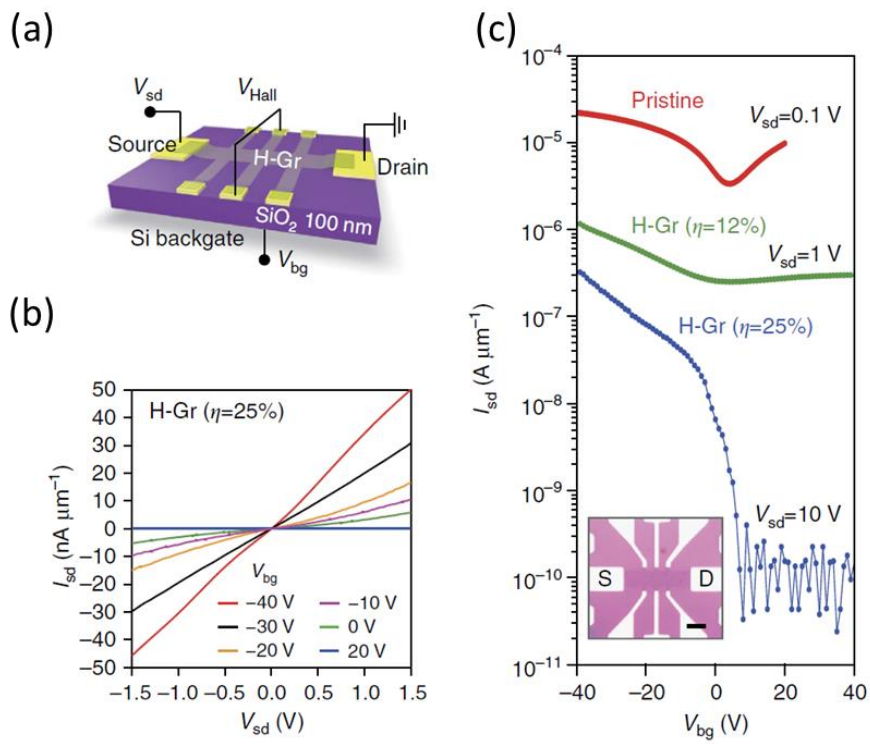 (a)
V_sd
V_Hall
Source
H-Gr
Drain
SiO₂ 100 nm
Si backgate
V_bg
(b)
50
40
30
20
10
0
−10
−20
−30
−40
−50
I_sd (nA μm⁻¹)
H-Gr (η=25%)
V_bg
−40 V
−10 V
−30 V
0 V
−20 V
20 V
−1.5
−1.0
−0.5
0.0
0.5
1.0
1.5
V_sd (V)
(c)
10⁻⁴
10⁻⁵
10⁻⁶
10⁻⁷
10⁻⁸
10⁻⁹
10⁻¹⁰
10⁻¹¹
I_sd (A μm⁻¹)
Pristine
V_sd=0.1 V
H-Gr (η=12%)
V_sd=1 V
H-Gr (η=25%)
V_sd=10 V
S
D
−40
−20
0
20
40
V_bg (V)